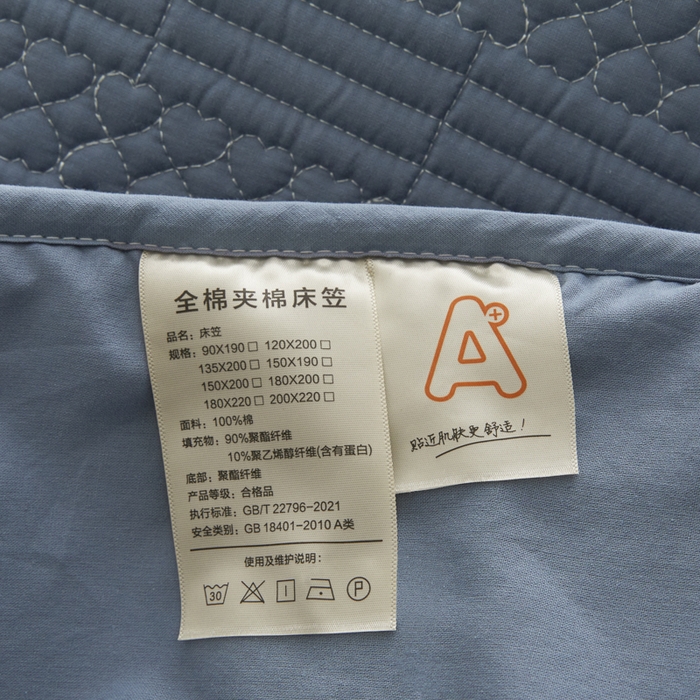 全棉夹棉床笠
品名：床笠
规格：90X190□ 120X200□
135X200□ 150X190□
150X200□ 180X200□
180X220□ 200X220□
面料：100%棉
填充物：90%聚酯纤维
10%聚乙烯醇纤维(含有蛋白)
底部：聚酯纤维
产品等级：合格品
执行标准：GB/T 22796-2021
安全类别：GB 18401-2010 A类
使用及维护说明：
30 P
A+
贴近肌肤更舒适！